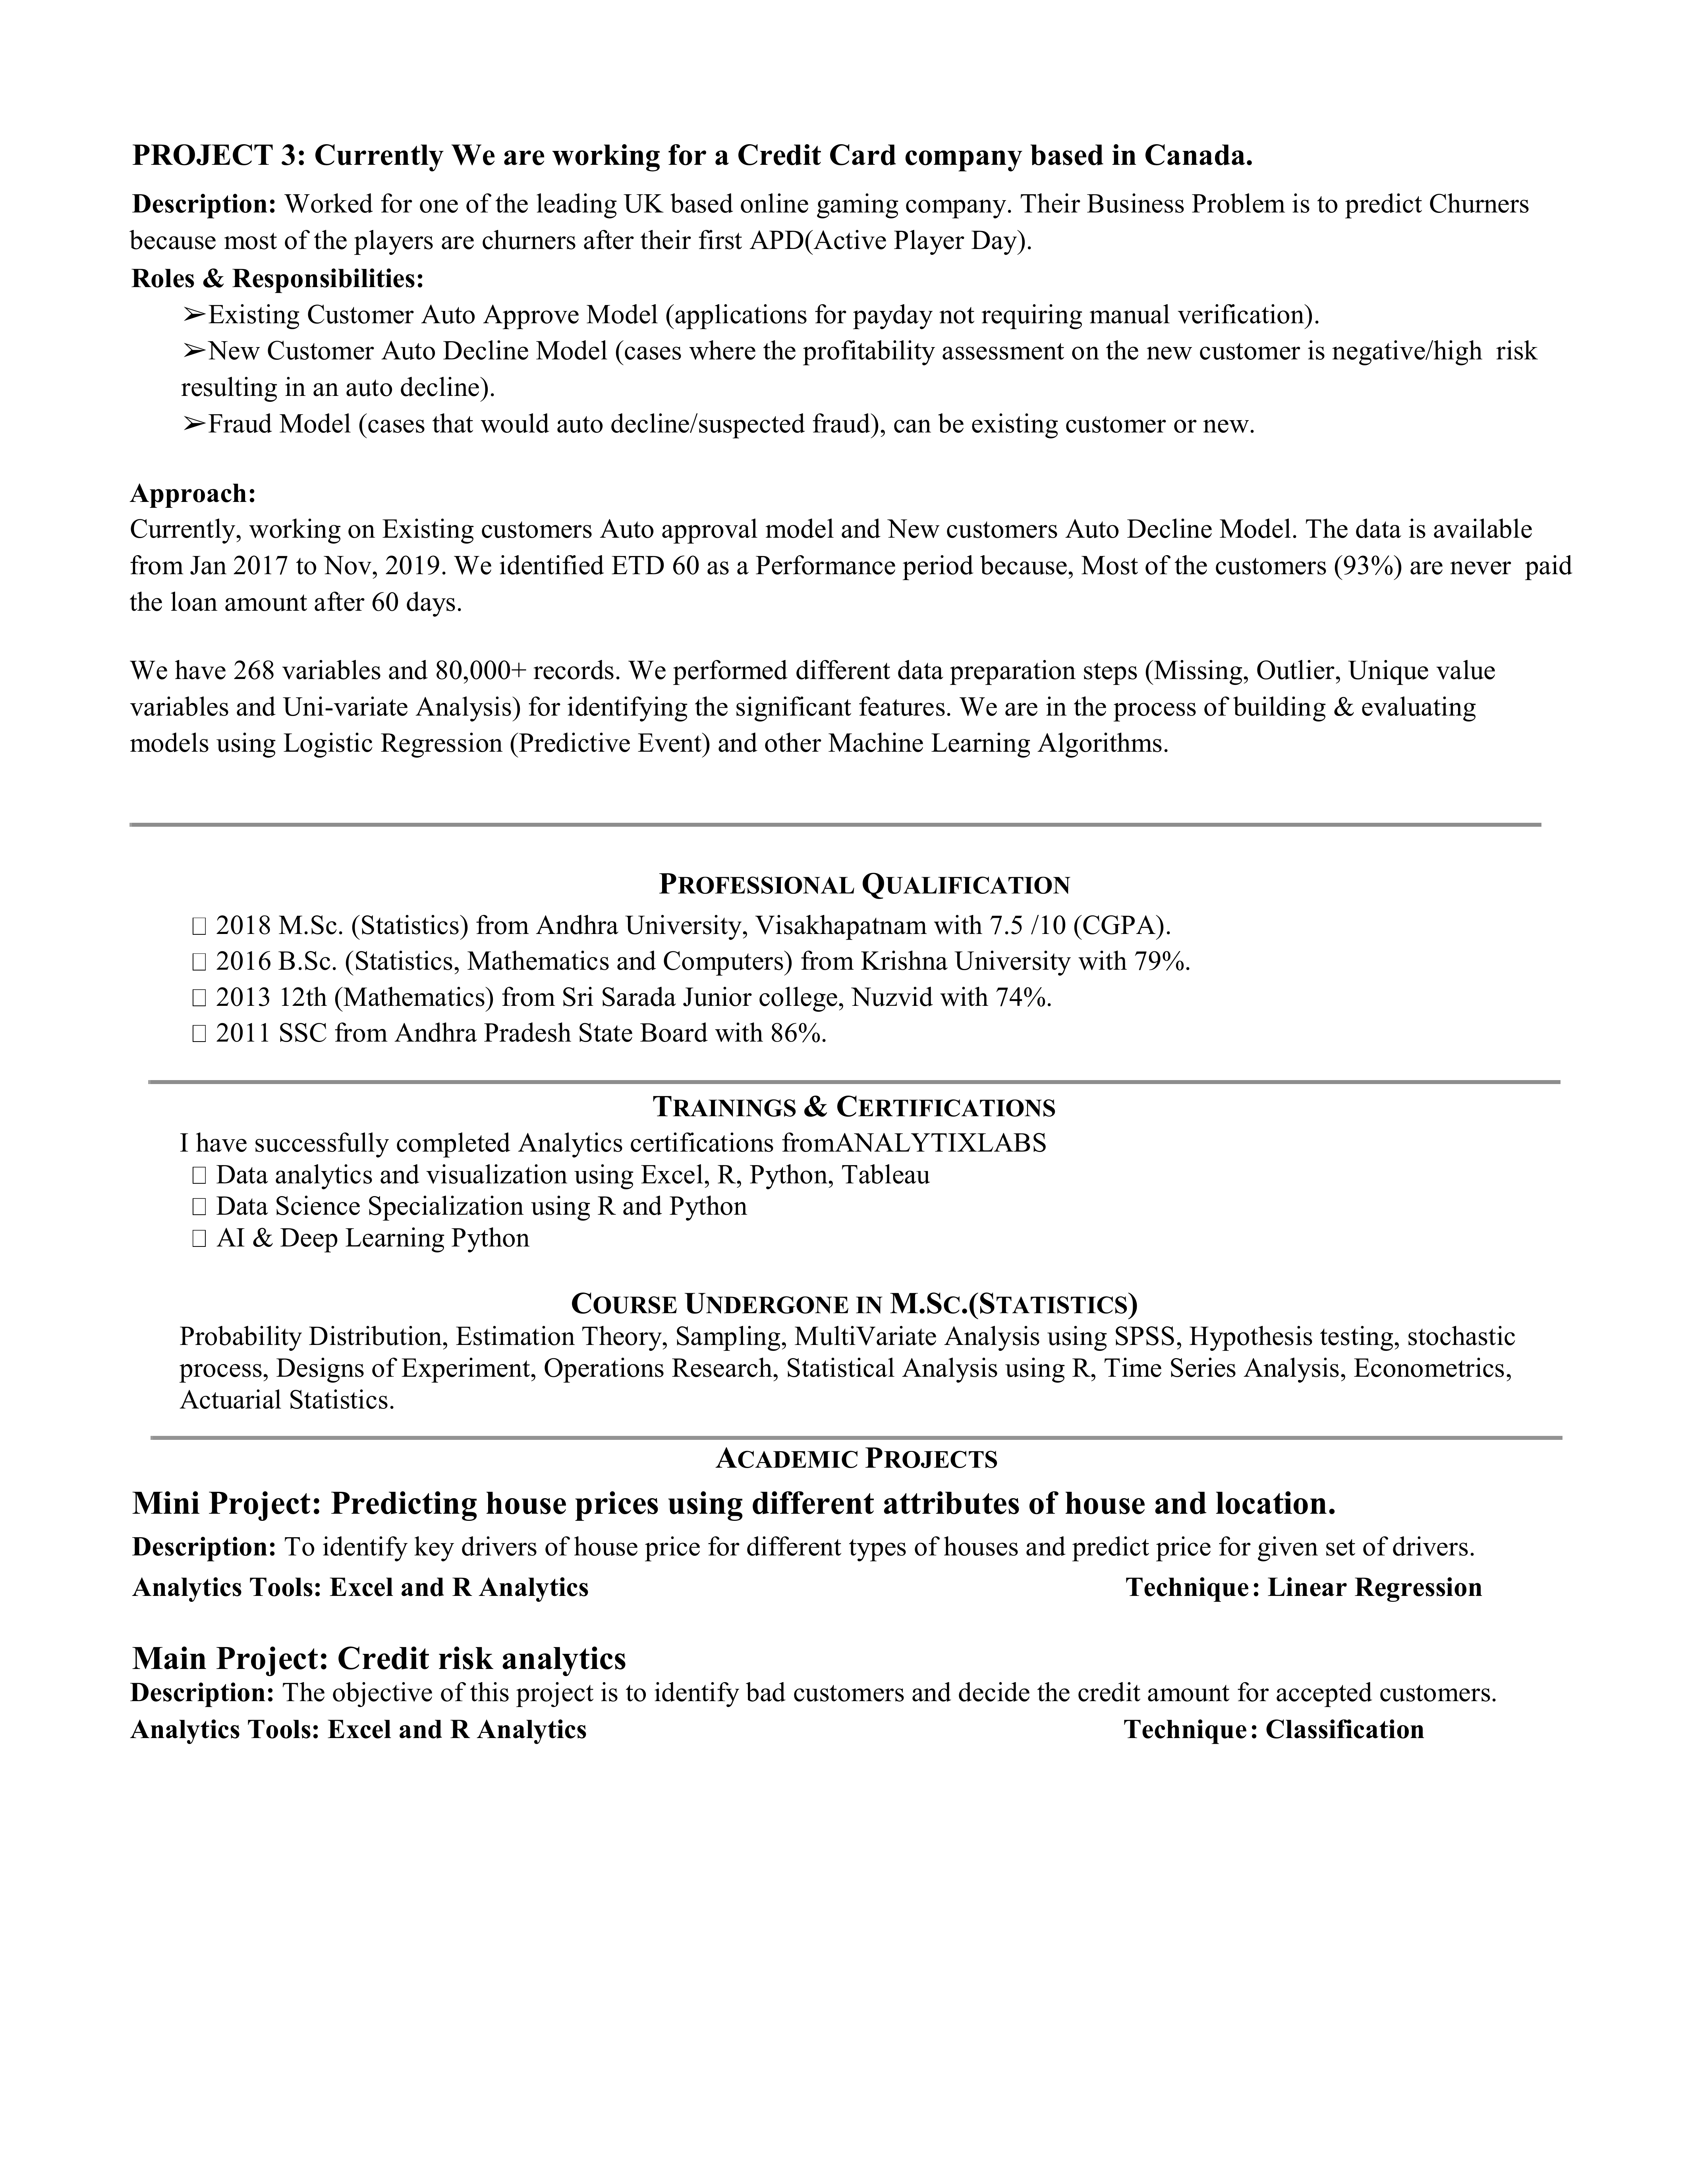 PROJECT 3: Currently We are working for a Credit Card company based in Canada.
Description: Worked for one of the leading UK based online gaming company. Their Business Problem is to predict Churners
because most of the players are churners after their first APD(Active Player Day).
Roles & Responsibilities:
➢Existing Customer Auto Approve Model (applications for payday not requiring manual verification).
➢New Customer Auto Decline Model (cases where the profitability assessment on the new customer is negative/high risk
resulting in an auto decline).
➢Fraud Model (cases that would auto decline/suspected fraud), can be existing customer or new.
Approach:
Currently, working on Existing customers Auto approval model and New customers Auto Decline Model. The data is available
from Jan 2017 to Nov, 2019. We identified ETD 60 as a Performance period because, Most of the customers (93%) are never paid
the loan amount after 60 days.
We have 268 variables and 80,000+ records. We performed different data preparation steps (Missing, Outlier, Unique value
variables and Uni-variate Analysis) for identifying the significant features. We are in the process of building & evaluating
models using Logistic Regression (Predictive Event) and other Machine Learning Algorithms.
PROFESSIONAL QUALIFICATION
 2018 M.Sc. (Statistics) from Andhra University, Visakhapatnam with 7.5 /10 (CGPA).
 2016 B.Sc. (Statistics, Mathematics and Computers) from Krishna University with 79%.
 2013 12th (Mathematics) from Sri Sarada Junior college, Nuzvid with 74%.
 2011 SSC from Andhra Pradesh State Board with 86%.
TRAININGS & CERTIFICATIONS
I have successfully completed Analytics certifications fromANALYTIXLABS
 Data analytics and visualization using Excel, R, Python, Tableau
 Data Science Specialization using R and Python
 AI & Deep Learning Python
COURSE UNDERGONE IN M.SC.(STATISTICS)
Probability Distribution, Estimation Theory, Sampling, MultiVariate Analysis using SPSS, Hypothesis testing, stochastic
process, Designs of Experiment, Operations Research, Statistical Analysis using R, Time Series Analysis, Econometrics,
Actuarial Statistics.
ACADEMIC PROJECTS
Mini Project: Predicting house prices using different attributes of house and location.
Description: To identify key drivers of house price for different types of houses and predict price for given set of drivers.
Analytics Tools: Excel and R Analytics Technique: Linear Regression
Main Project: Credit risk analytics
Description: The objective of this project is to identify bad customers and decide the credit amount for accepted customers.
Analytics Tools: Excel and R Analytics Technique: Classification